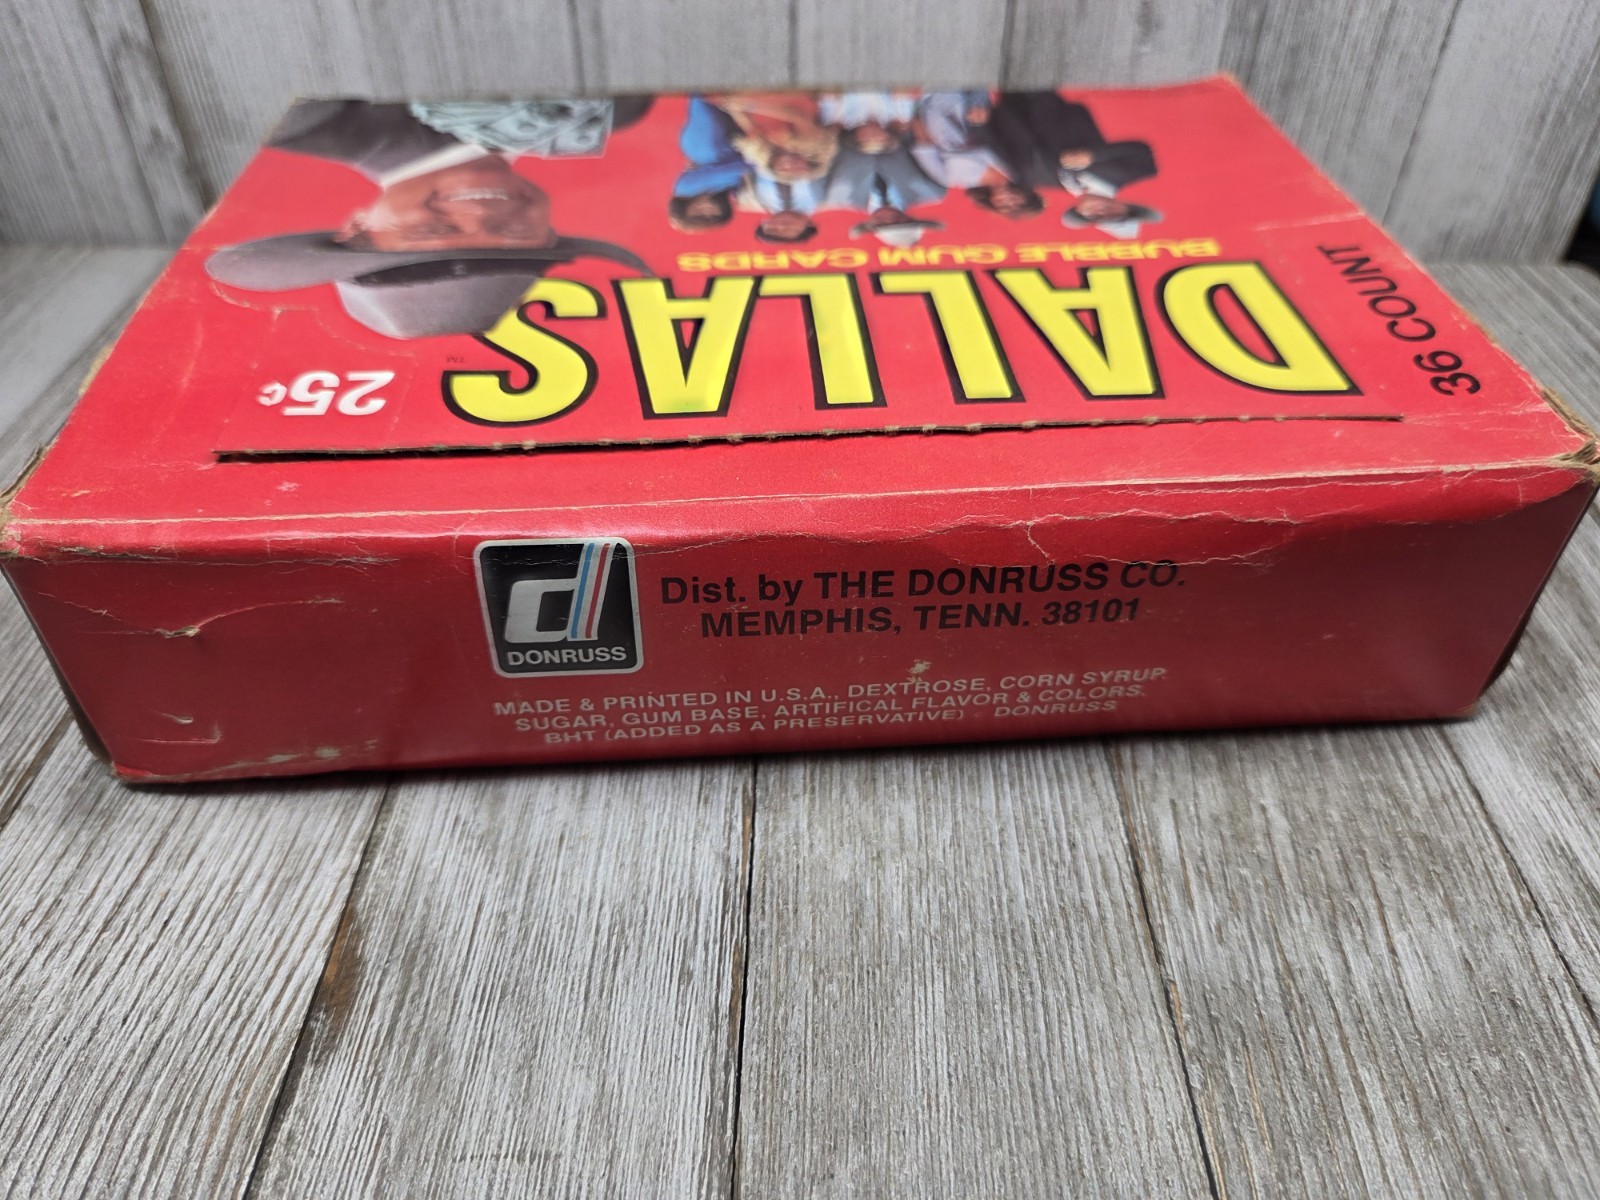 BUBBLE GUM CARDS
DALLAS
™
36 COUNT
25¢
d
DONRUSS
Dist. by THE DONRUSS CO.
MEMPHIS, TENN. 38101
MADE & PRINTED IN U.S.A., DEXTROSE, CORN SYRUP.
SUGAR, GUM BASE, ARTIFICAL FLAVOR & COLORS.
BHT (ADDED AS A PRESERVATIVE) DONRUSS